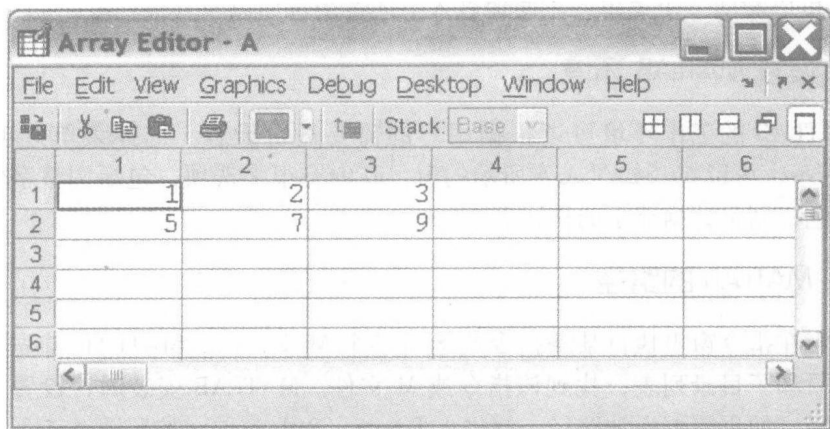 Array Editor - A
File Edit View Graphics Debug Desktop Window Help
Stack: Base
1 2 3 4 5 6
1 1 2 3
2 5 7 9
3
4
5
6